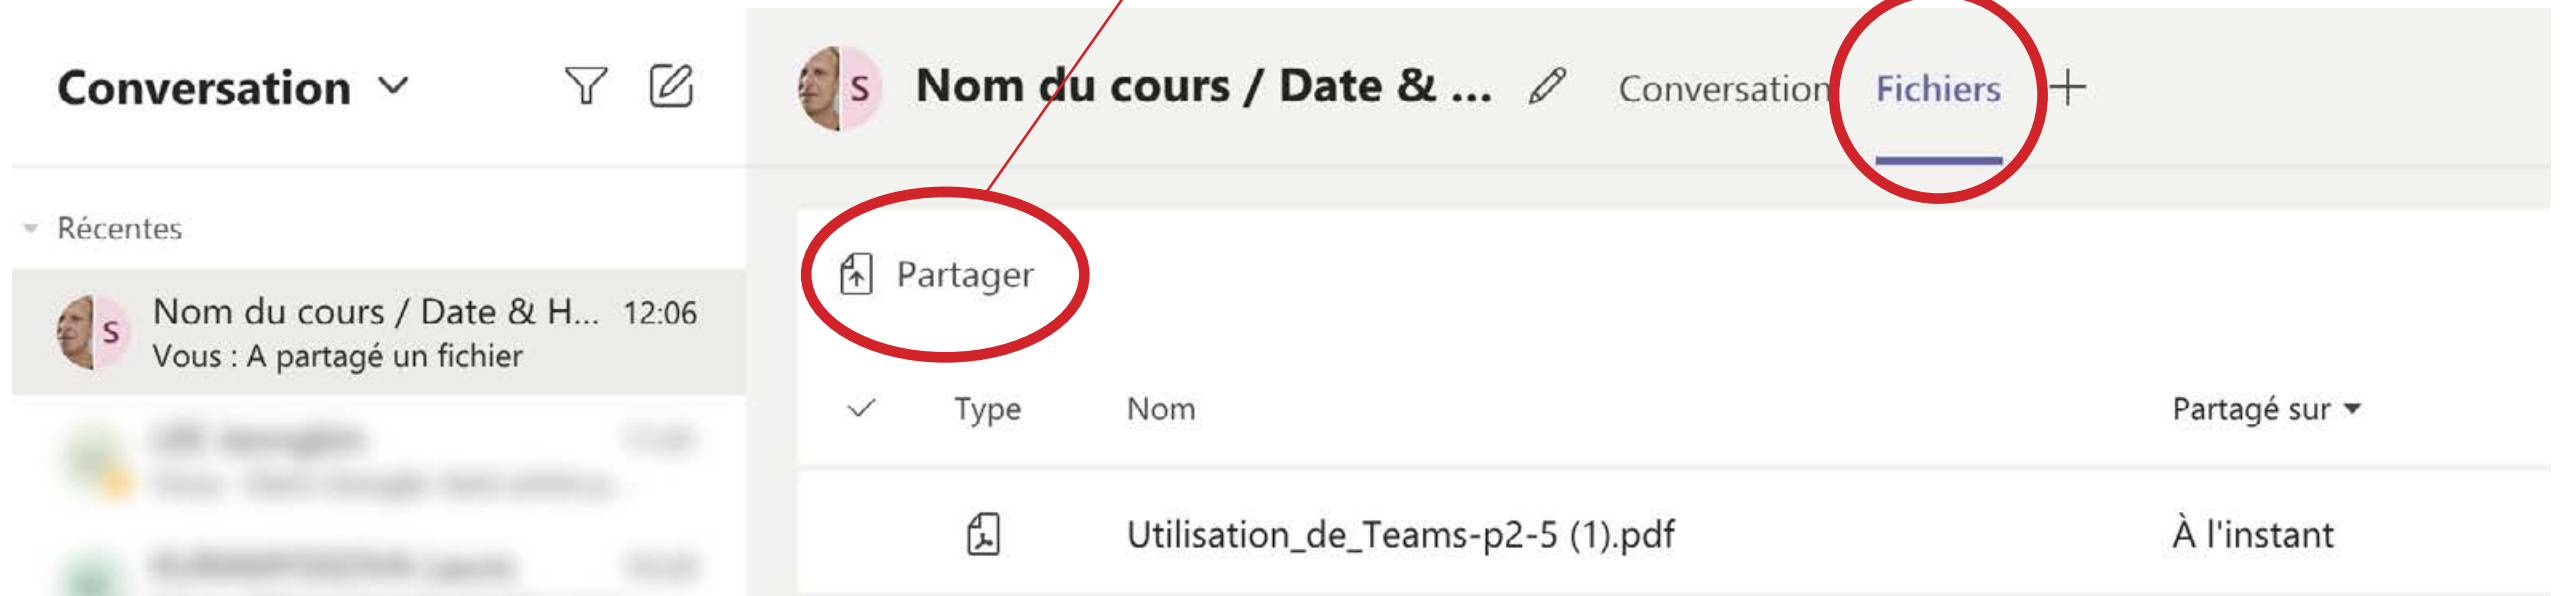 Conversation
Nom du cours / Date & ...
Conversation
Fichiers
Récentes
S
Nom du cours / Date & H...
12:06
Vous : A partagé un fichier
S
Partager
Type
Nom
Partagé sur
Utilisation_de_Teams-p2-5 (1).pdf
À l'instant